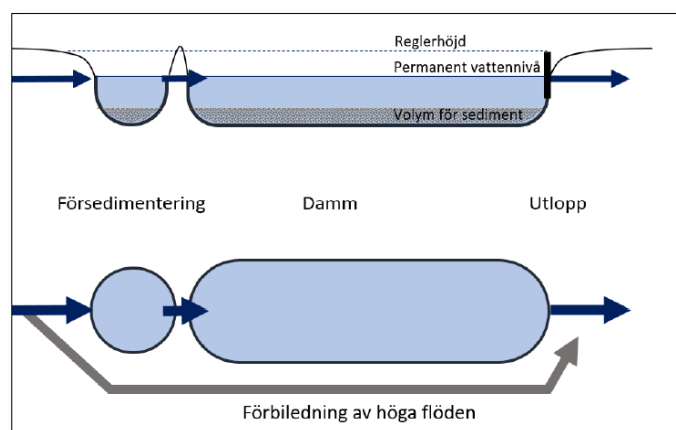 Reglerhöjd
Permanent vattennivå
Volym för sediment
Försedimentering
Damm
Utlopp
Förbiledning av höga flöden